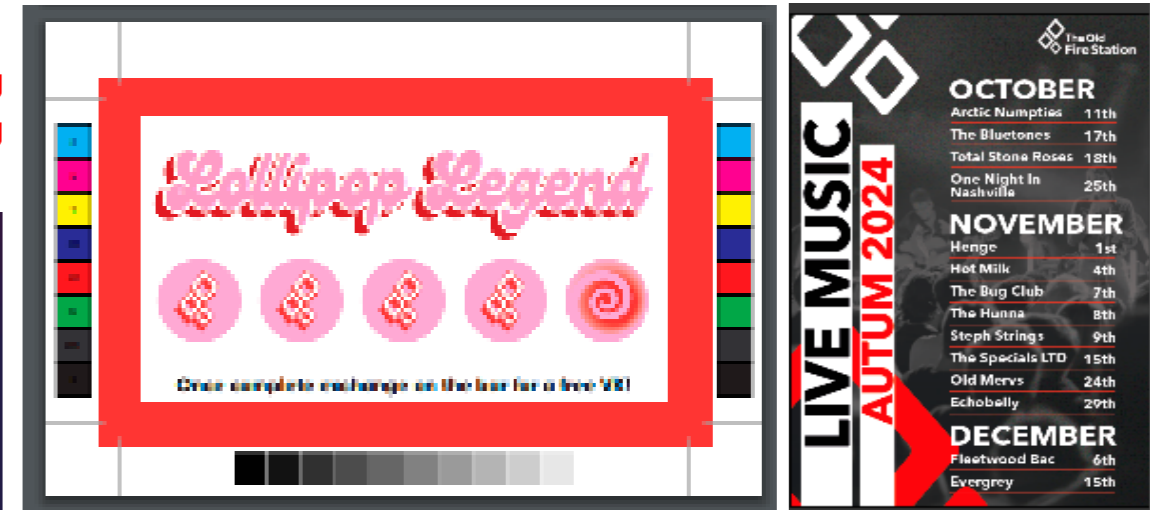 Lollipop Legend
Once complete exchange on the bar for a free VK!
The Old
Fire Station
LIVE MUSIC
AUTUM 2024
OCTOBER
Arctic Numpties 11th
The Bluetones 17th
Total Stone Roses 18th
One Night In
Nashville 25th
NOVEMBER
Henge 1st
Hot Milk 4th
The Bug Club 7th
The Hunna 8th
Steph Strings 9th
The Specials LTD 15th
Old Mervs 24th
Echobelly 29th
DECEMBER
Fleetwood Bac 6th
Evergrey 15th